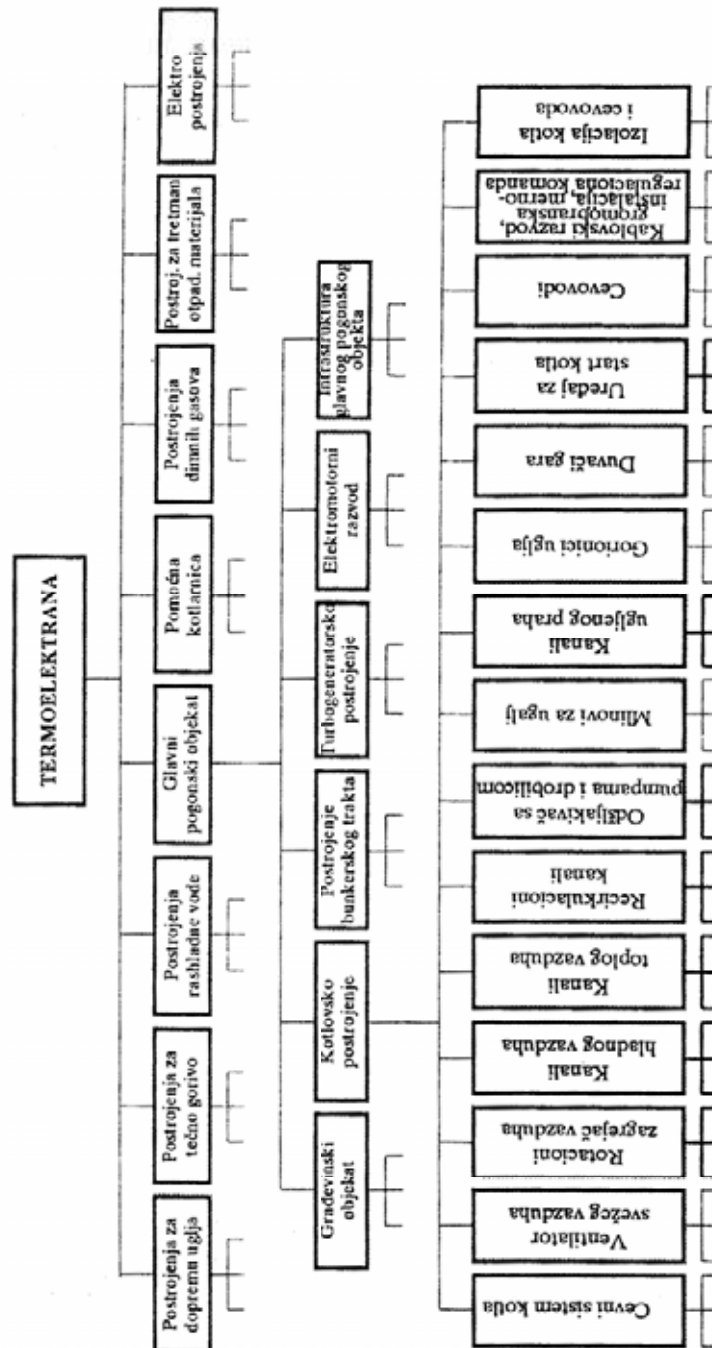 TERMOELEKTRANA
Postrojenja za
dopremu uglja
Postrojenja za
tečno gorivo
Postrojenja
rashladne vode
Glavni
pogonski objekat
Pomoćna
kotlarnica
Postrojenja
dimnih gasova
Postroj. za tretman
otpad. materijala
Elektro
postrojenja
Građevinski
objekat
Kotlovsko
postrojenje
Postrojenje
bunkerskog trakta
Turbogeneratorsko
postrojenje
Elektromotorni
razvod
Infrastruktura
glavnog pogonskog
objekta
Cevni sistem kotla
Ventilator
svežeg vazduha
Rotacioni
zagrejač vazduha
Kanali
hladnog vazduha
Kanali
toplog vazduha
Recirkulacioni
kanali
Odšljakivač sa
pumpama i drobilicom
Mlinovi za ugalj
Kanali
ugljenog praha
Gorionici uglja
Duvači gara
Uređaj za
start kotla
Cevovodi
Kablovski razvod,
gromobranska
instalacija, merno-
regulaciona komanda
Izolacija kotla
i cevovoda